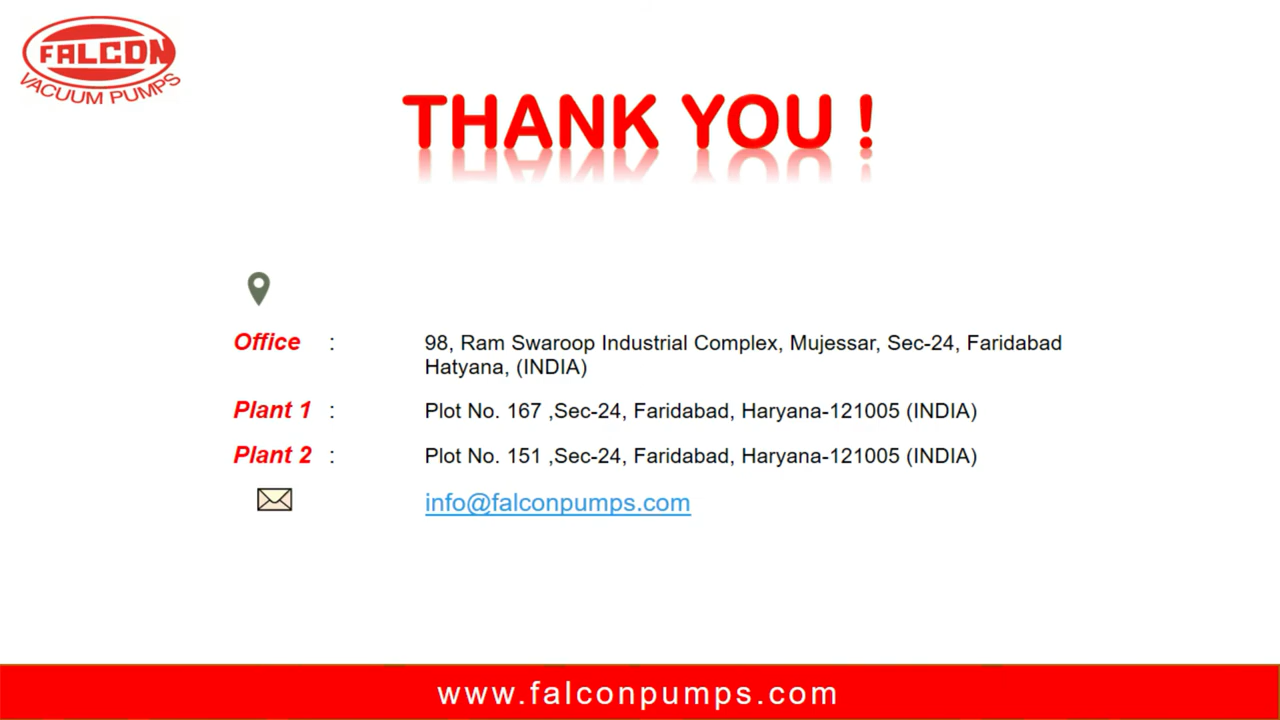 FALCON
VACUUM PUMPS
THANK YOU !
Office : 98, Ram Swaroop Industrial Complex, Mujessar, Sec-24, Faridabad
Hatyana, (INDIA)
Plant 1 : Plot No. 167 ,Sec-24, Faridabad, Haryana-121005 (INDIA)
Plant 2 : Plot No. 151 ,Sec-24, Faridabad, Haryana-121005 (INDIA)
info@falconpumps.com
www.falconpumps.com